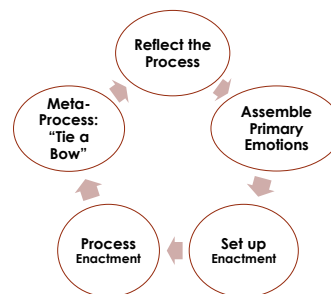 Reflect the
Process
Assemble
Primary
Emotions
Set up
Enactment
Process
Enactment
Meta-
Process:
“Tie a
Bow”